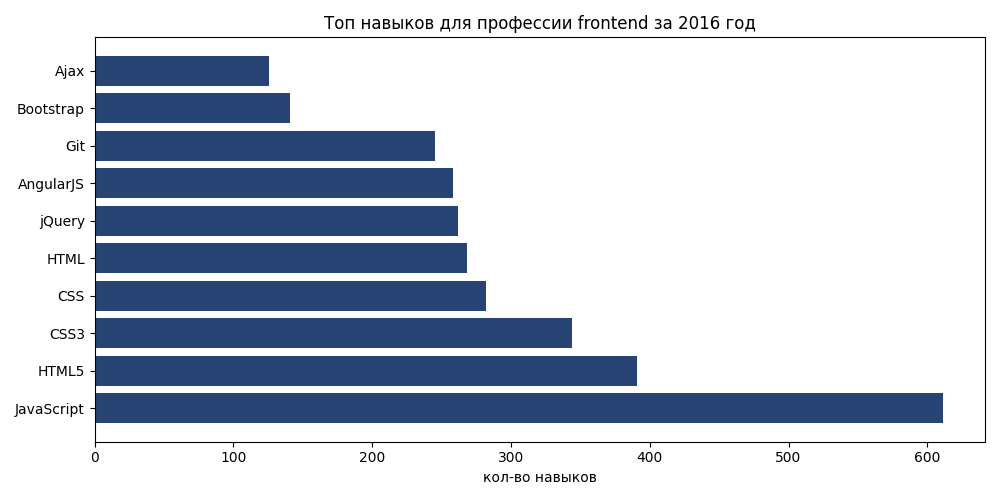 Топ навыков для профессии frontend за 2016 год
Ajax
Bootstrap
Git
AngularJS
jQuery
HTML
CSS
CSS3
HTML5
JavaScript
0 100 200 300 400 500 600
кол-во навыков